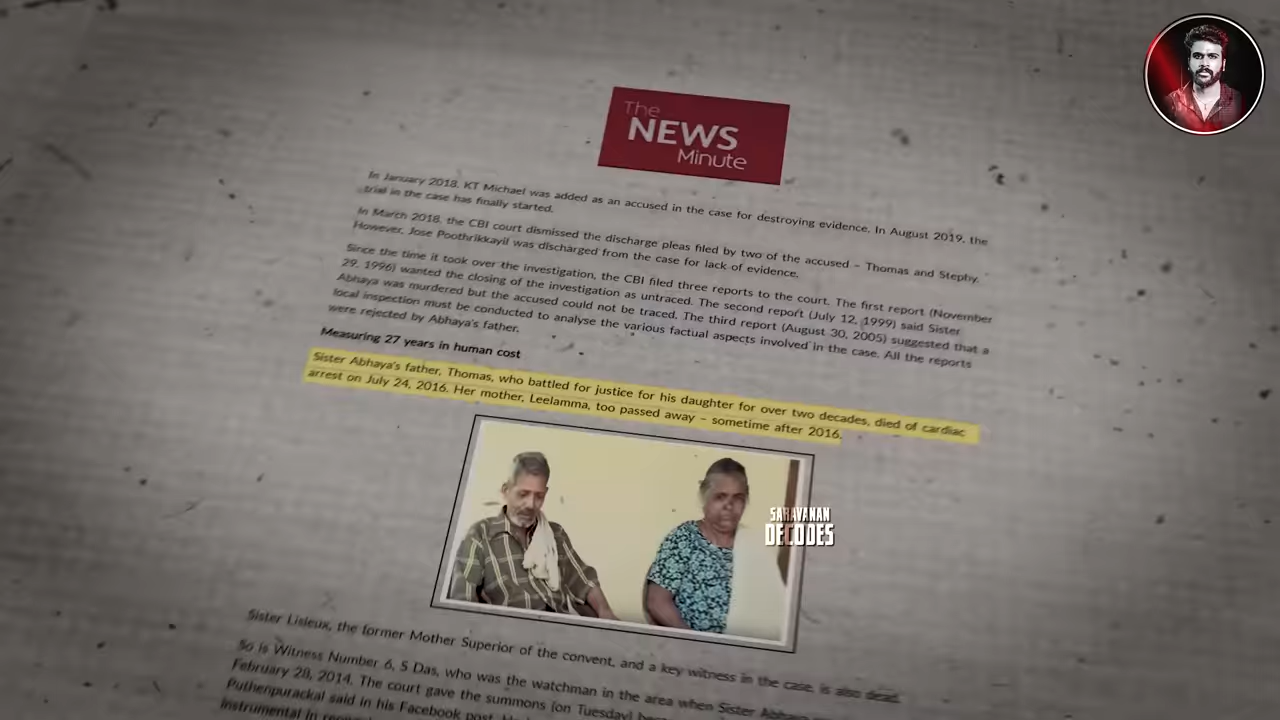 The
NEWS
Minute
In January 2018, KT Michael was added as an accused in the case for destroying evidence. In August 2019, the
trial in the case has finally started.
In March 2018, the CBI court dismissed the discharge pleas filed by two of the accused – Thomas and Stephy.
However, Jose Poothrikkayil was discharged from the case for lack of evidence.
Since the time it took over the investigation, the CBI filed three reports to the court. The first report (November
29, 1996) wanted the closing of the investigation as untraced. The second report (July 12, 1999) said Sister
Abhaya was murdered but the accused could not be traced. The third report (August 30, 2005) suggested that a
local inspection must be conducted to analyse the various factual aspects involved in the case. All the reports
were rejected by Abhaya's father.
Measuring 27 years in human cost
Sister Abhaya's father, Thomas, who battled for justice for his daughter for over two decades, died of cardiac
arrest on July 24, 2016. Her mother, Leelamma, too passed away – sometime after 2016.
SARAVANAN
DECODES
Sister Lisieux, the former Mother Superior of the convent, and a key witness in the case, is also dead.
So is Witness Number 6, S Das, who was the watchman in the area when Sister Abhaya
February 28, 2014. The court gave the summons (on Tuesday)
Puthenpurackal said in his Facebook post.
instrumental in